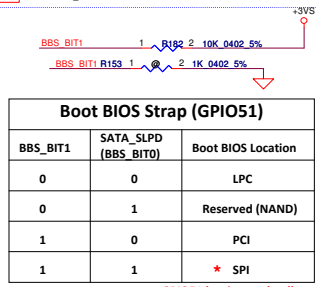 +3VS
BBS_BIT1 1 R182 2 10K_0402_5%
BBS_BIT1 R153 1 @ 2 1K_0402_5%
Boot BIOS Strap (GPIO51)
BBS_BIT1 SATA_SLPD (BBS_BIT0) Boot BIOS Location
0 0 LPC
0 1 Reserved (NAND)
1 0 PCI
1 1 * SPI